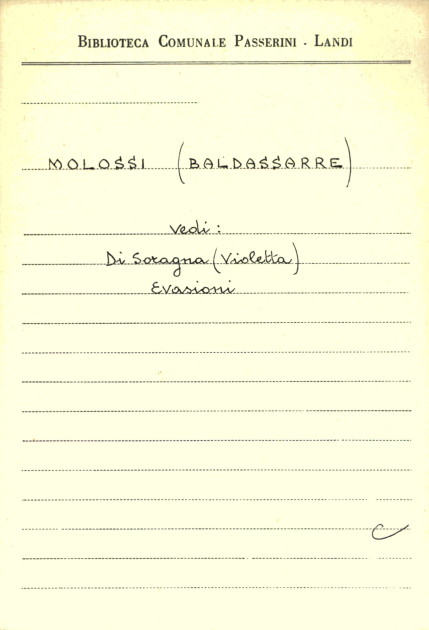 BIBLIOTECA COMUNALE PASSERINI - LANDI
MOLOSSI (BALDASSARRE)
Vedi:
Di Soragna (Violetta)
Evasioni